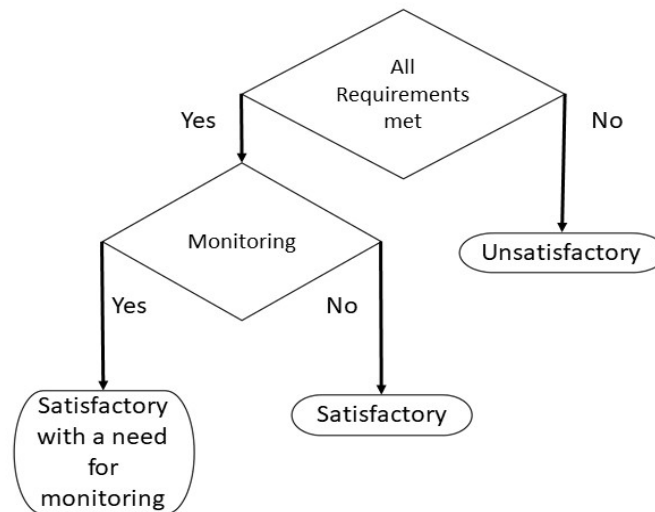 All
Requirements
met
Yes
No
Monitoring
Unsatisfactory
Yes
No
Satisfactory
with a need
for
monitoring
Satisfactory